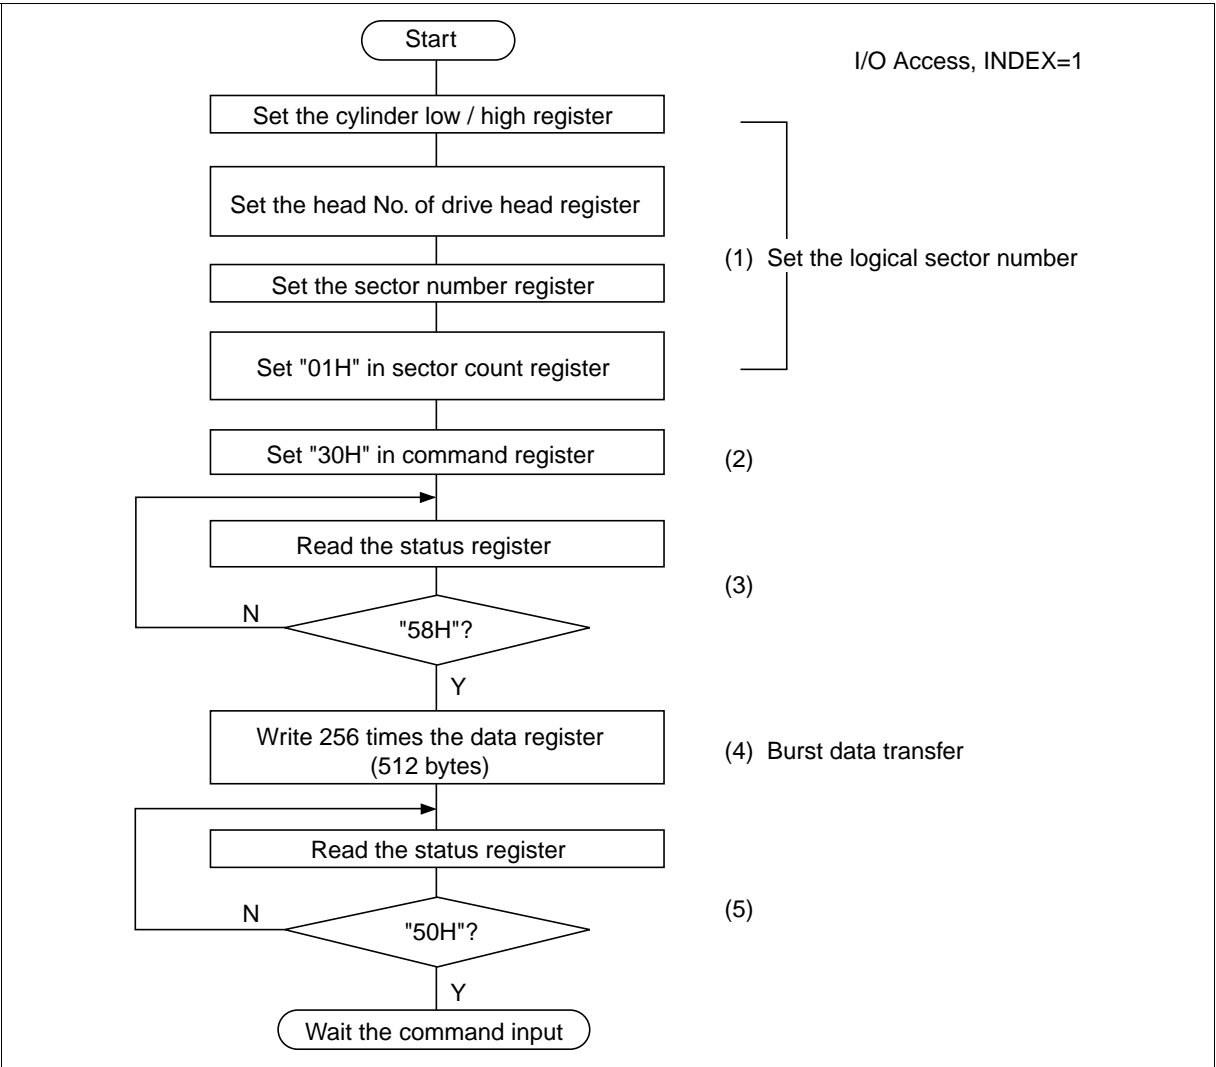 Start
I/O Access, INDEX=1
Set the cylinder low / high register
Set the head No. of drive head register
(1) Set the logical sector number
Set the sector number register
Set "01H" in sector count register
Set "30H" in command register
(2)
Read the status register
(3)
N
"58H"?
Y
Write 256 times the data register
(512 bytes)
(4) Burst data transfer
Read the status register
N
(5)
"50H"?
Y
Wait the command input